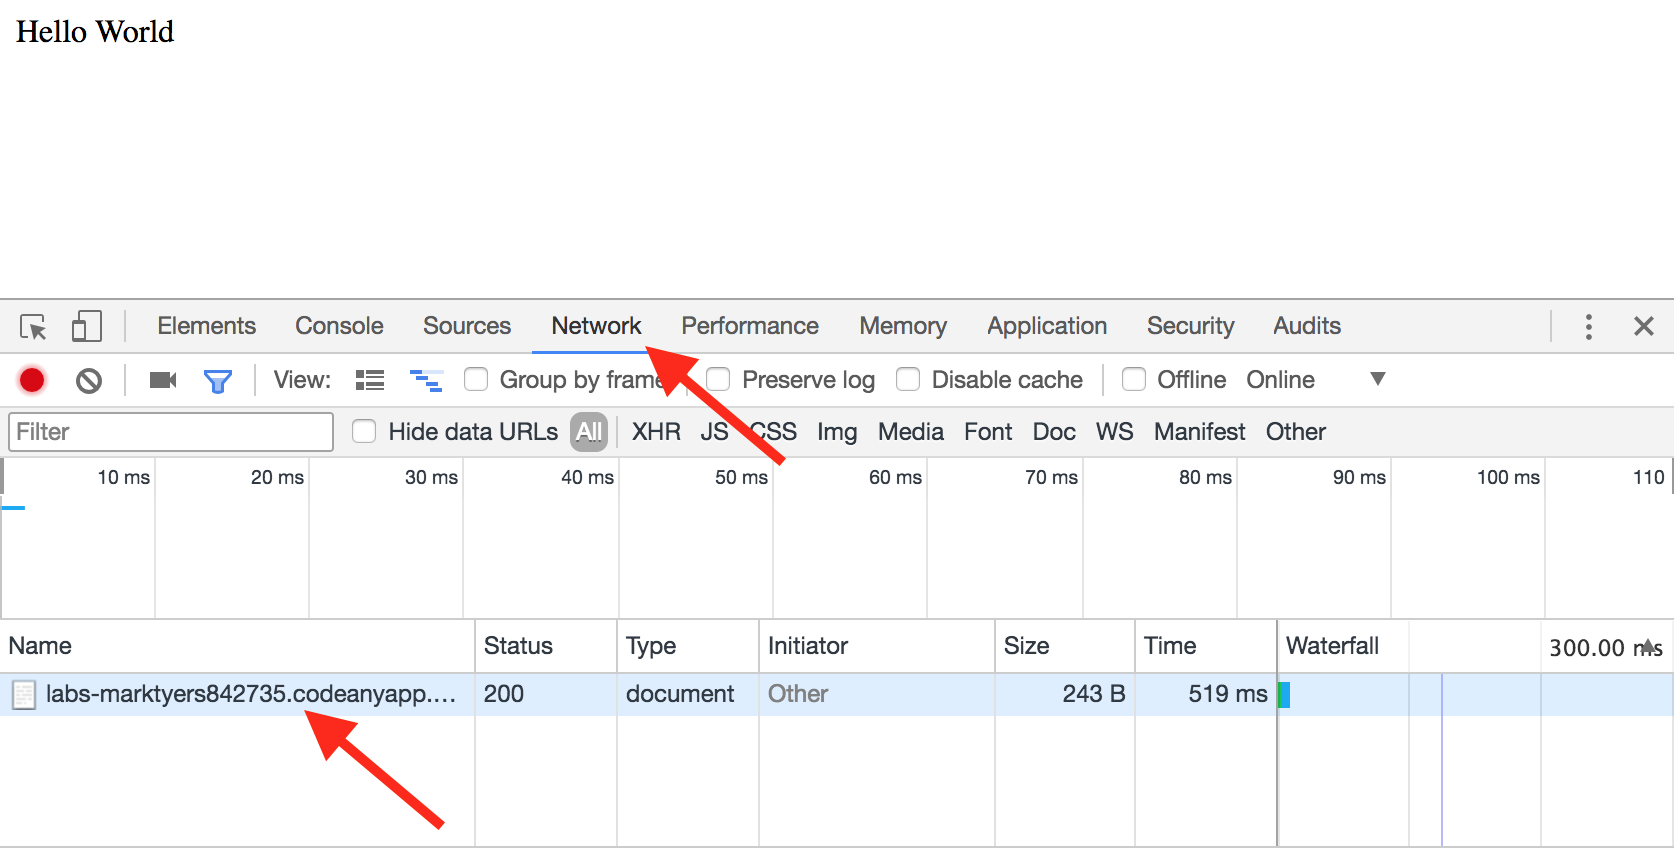 Hello World
Elements Console Sources Network Performance Memory Application Security Audits
View: Group by frame Preserve log Disable cache Offline Online
Filter Hide data URLs All XHR JS CSS Img Media Font Doc WS Manifest Other
10 ms 20 ms 30 ms 40 ms 50 ms 60 ms 70 ms 80 ms 90 ms 100 ms 110
Name Status Type Initiator Size Time Waterfall 300.00 ms
labs-marktyers842735.codeanyapp.... 200 document Other 243 B 519 ms